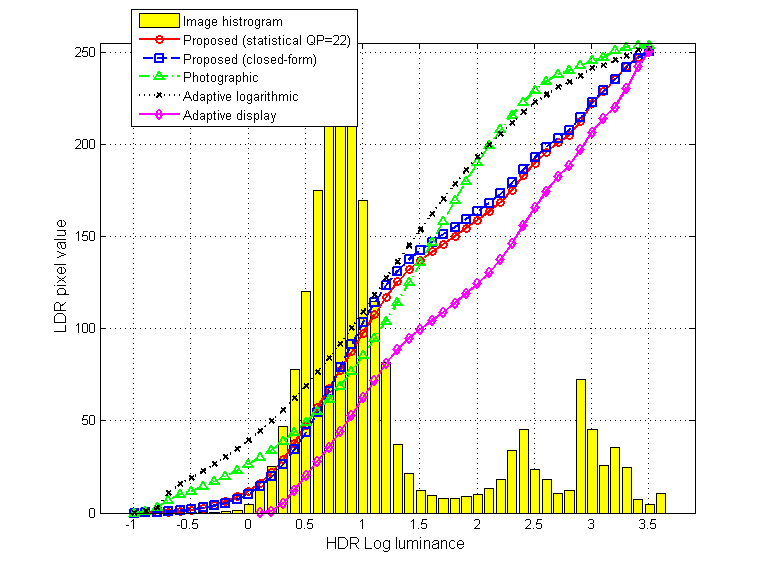 Image histrogram
Proposed (statistical QP=22)
Proposed (closed-form)
Photographic
Adaptive logarithmic
Adaptive display
250
200
150
100
50
0
LDR pixel value
-1
-0.5
0
0.5
1
1.5
2
2.5
3
3.5
HDR Log luminance